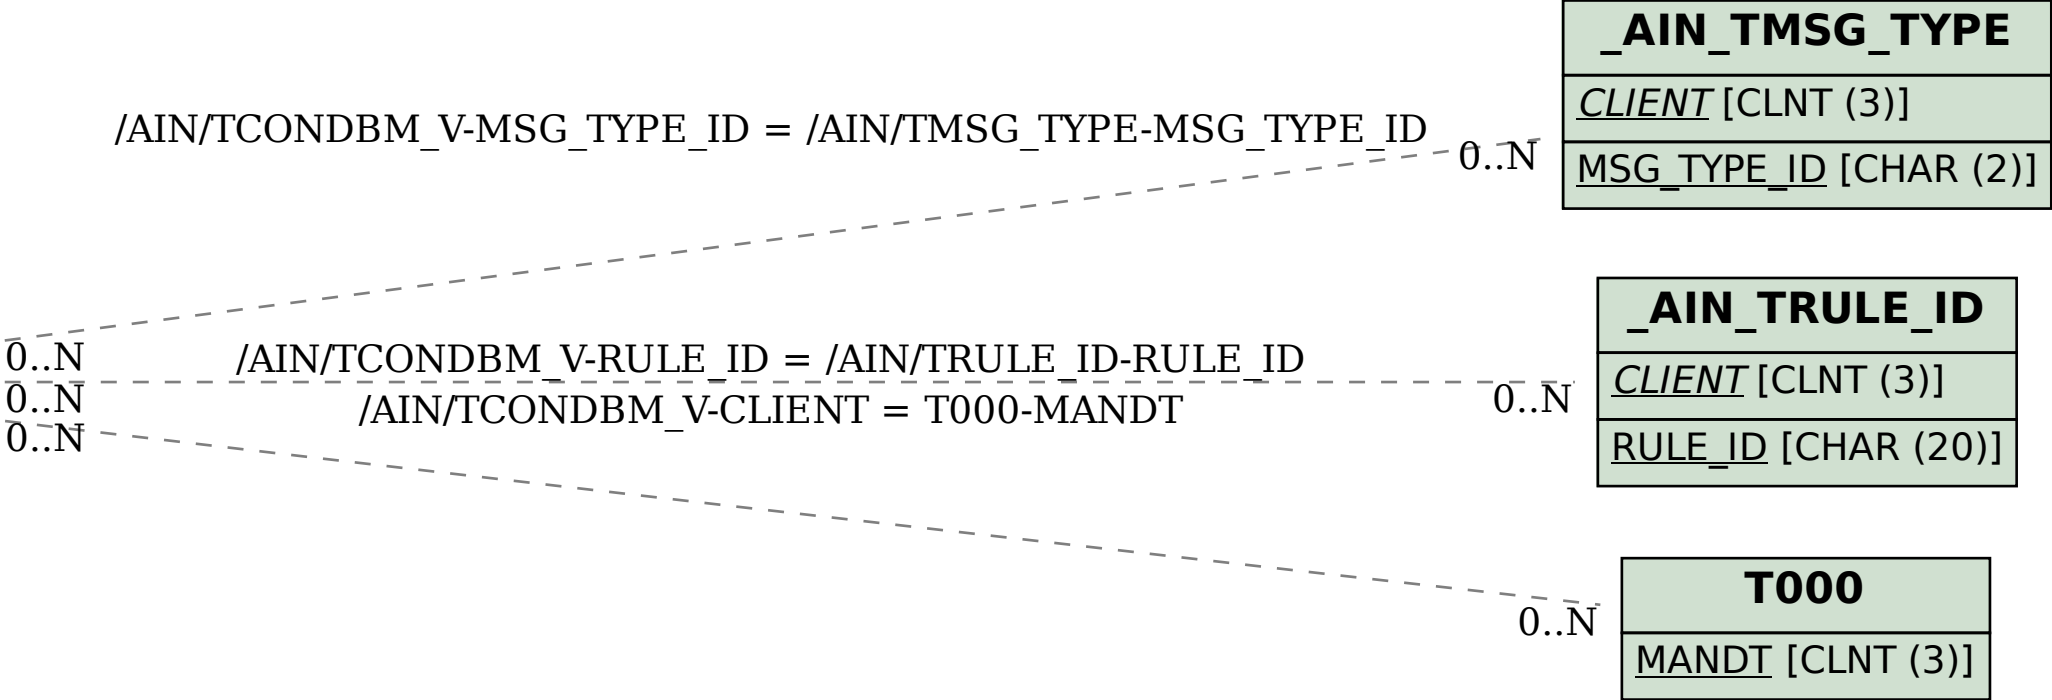 _AIN_TMSG_TYPE
CLIENT [CLNT (3)]
MSG_TYPE_ID [CHAR (2)]
/AIN/TCONDBM_V-MSG_TYPE_ID = /AIN/TMSG_TYPE-MSG_TYPE_ID
0..N
_AIN_TRULE_ID
CLIENT [CLNT (3)]
RULE_ID [CHAR (20)]
0..N
/AIN/TCONDBM_V-RULE_ID = /AIN/TRULE_ID-RULE_ID
0..N
0..N
/AIN/TCONDBM_V-CLIENT = T000-MANDT
0..N
T000
MANDT [CLNT (3)]
0..N